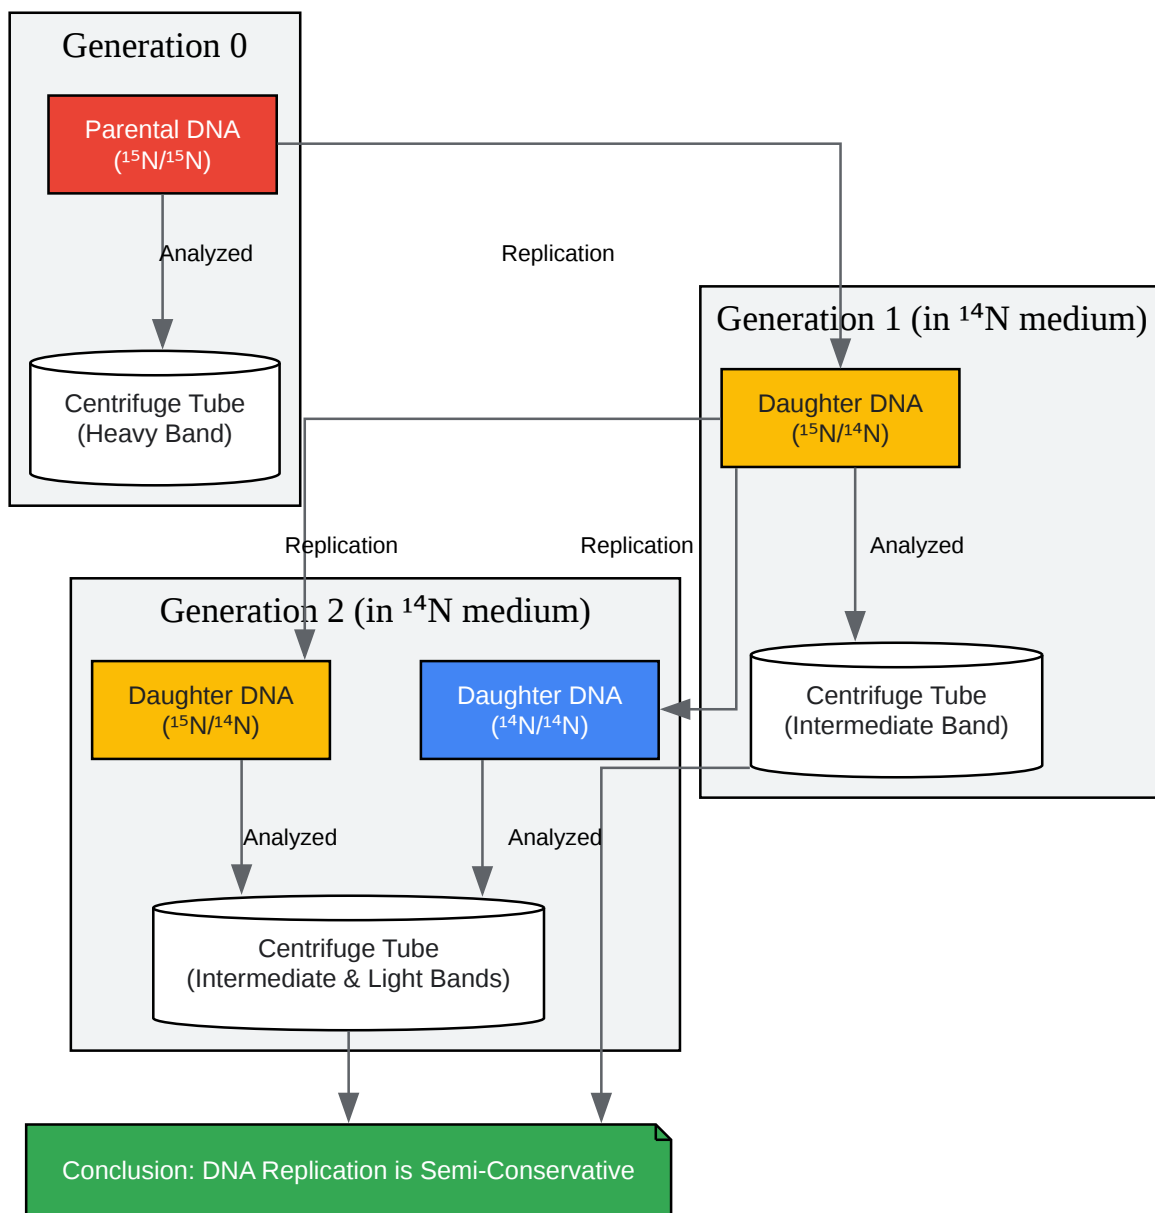 Generation 0
Parental DNA
(¹⁵N/¹⁵N)
Analyzed
Replication
Centrifuge Tube
(Heavy Band)
Generation 1 (in ¹⁴N medium)
Daughter DNA
(¹⁵N/¹⁴N)
Replication
Replication
Analyzed
Centrifuge Tube
(Intermediate Band)
Generation 2 (in ¹⁴N medium)
Daughter DNA
(¹⁵N/¹⁴N)
Daughter DNA
(¹⁴N/¹⁴N)
Analyzed
Analyzed
Centrifuge Tube
(Intermediate & Light Bands)
Conclusion: DNA Replication is Semi-Conservative